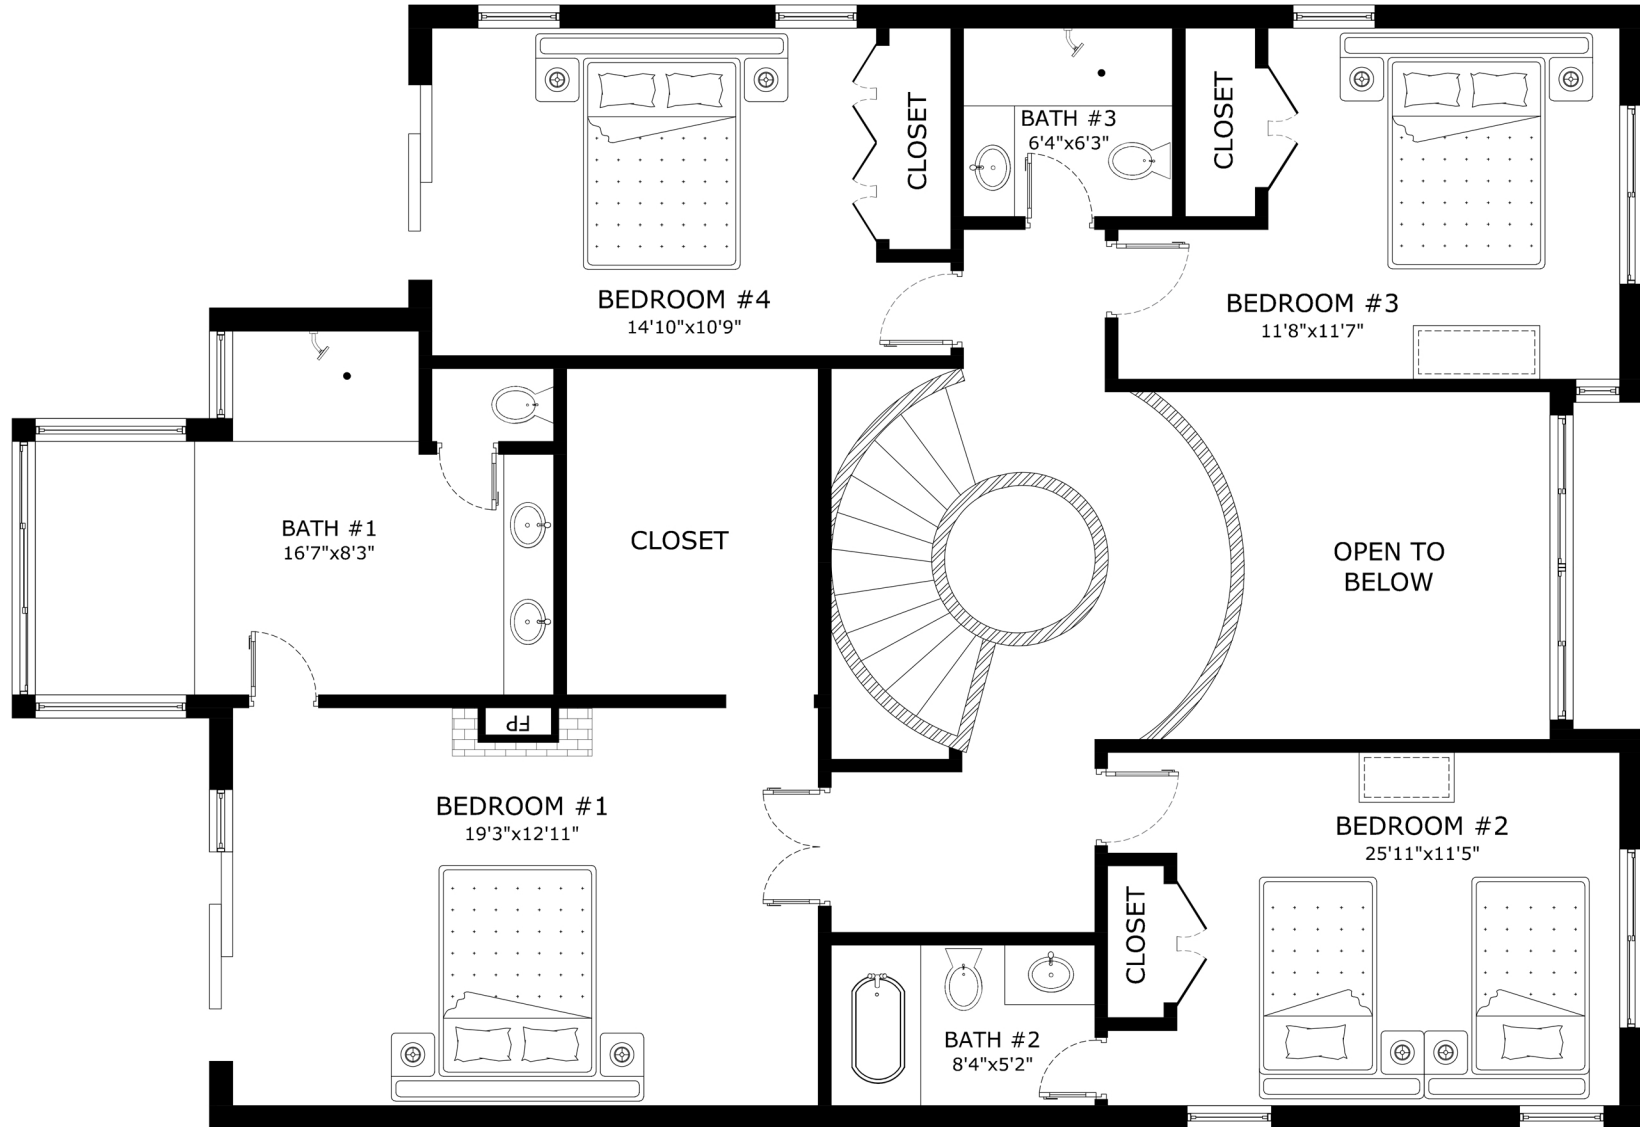 CLOSET
BATH #3
6'4"x6'3"
CLOSET
BEDROOM #4
14'10"x10'9"
BEDROOM #3
11'8"x11'7"
BATH #1
16'7"x8'3"
CLOSET
OPEN TO
BELOW
FP
BEDROOM #1
19'3"x12'11"
BEDROOM #2
25'11"x11'5"
CLOSET
BATH #2
8'4"x5'2"